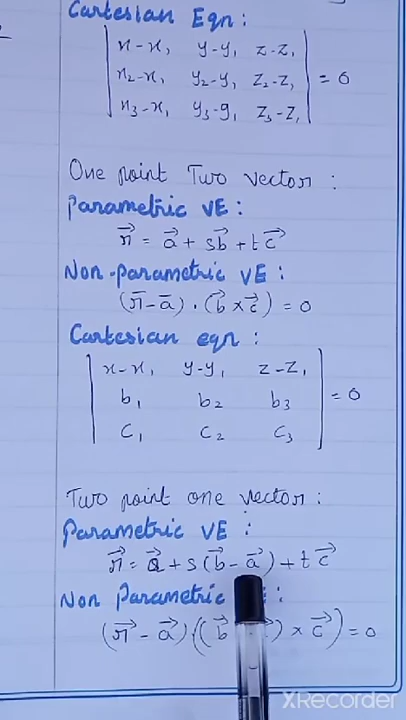 Cartesian Eqn :
| x - x₁ y - y₁ z - z₁ |
| x₂ - x₁ y₂ - y₁ z₂ - z₁ | = 0
| x₃ - x₁ y₃ - y₁ z₃ - z₁ |
One point Two vector :
Parametric VE :
r⃗ = a⃗ + sb⃗ + tc⃗
Non-parametric VE :
(r⃗ - a⃗) · (b⃗ × c⃗) = 0
Cartesian eqn :
| x - x₁ y - y₁ z - z₁ |
| b₁ b₂ b₃ | = 0
| c₁ c₂ c₃ |
Two point one vector :
Parametric VE :
r⃗ = a⃗ + s(b⃗ - a⃗) + tc⃗
Non Parametric :
(r⃗ - a⃗) · ((b⃗ ) × c⃗) = 0
XRecorder